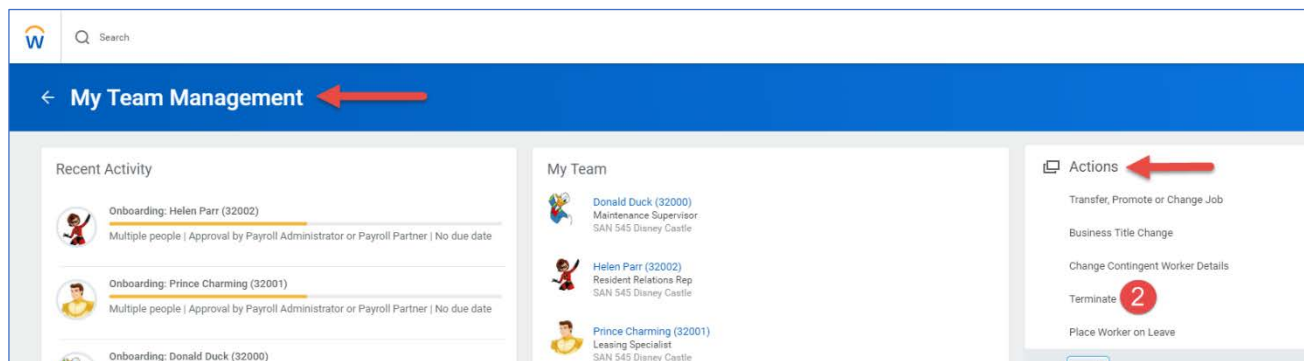 W
Search
My Team Management
Recent Activity
Onboarding: Helen Parr (32002)
Multiple people | Approval by Payroll Administrator or Payroll Partner | No due date
Onboarding: Prince Charming (32001)
Multiple people | Approval by Payroll Administrator or Payroll Partner | No due date
Onboarding: Donald Duck (32000)
My Team
Donald Duck (32000)
Maintenance Supervisor
SAN 545 Disney Castle
Helen Parr (32002)
Resident Relations Rep
SAN 545 Disney Castle
Prince Charming (32001)
Leasing Specialist
SAN 545 Disney Castle
Actions
Transfer, Promote or Change Job
Business Title Change
Change Contingent Worker Details
Terminate 2
Place Worker on Leave